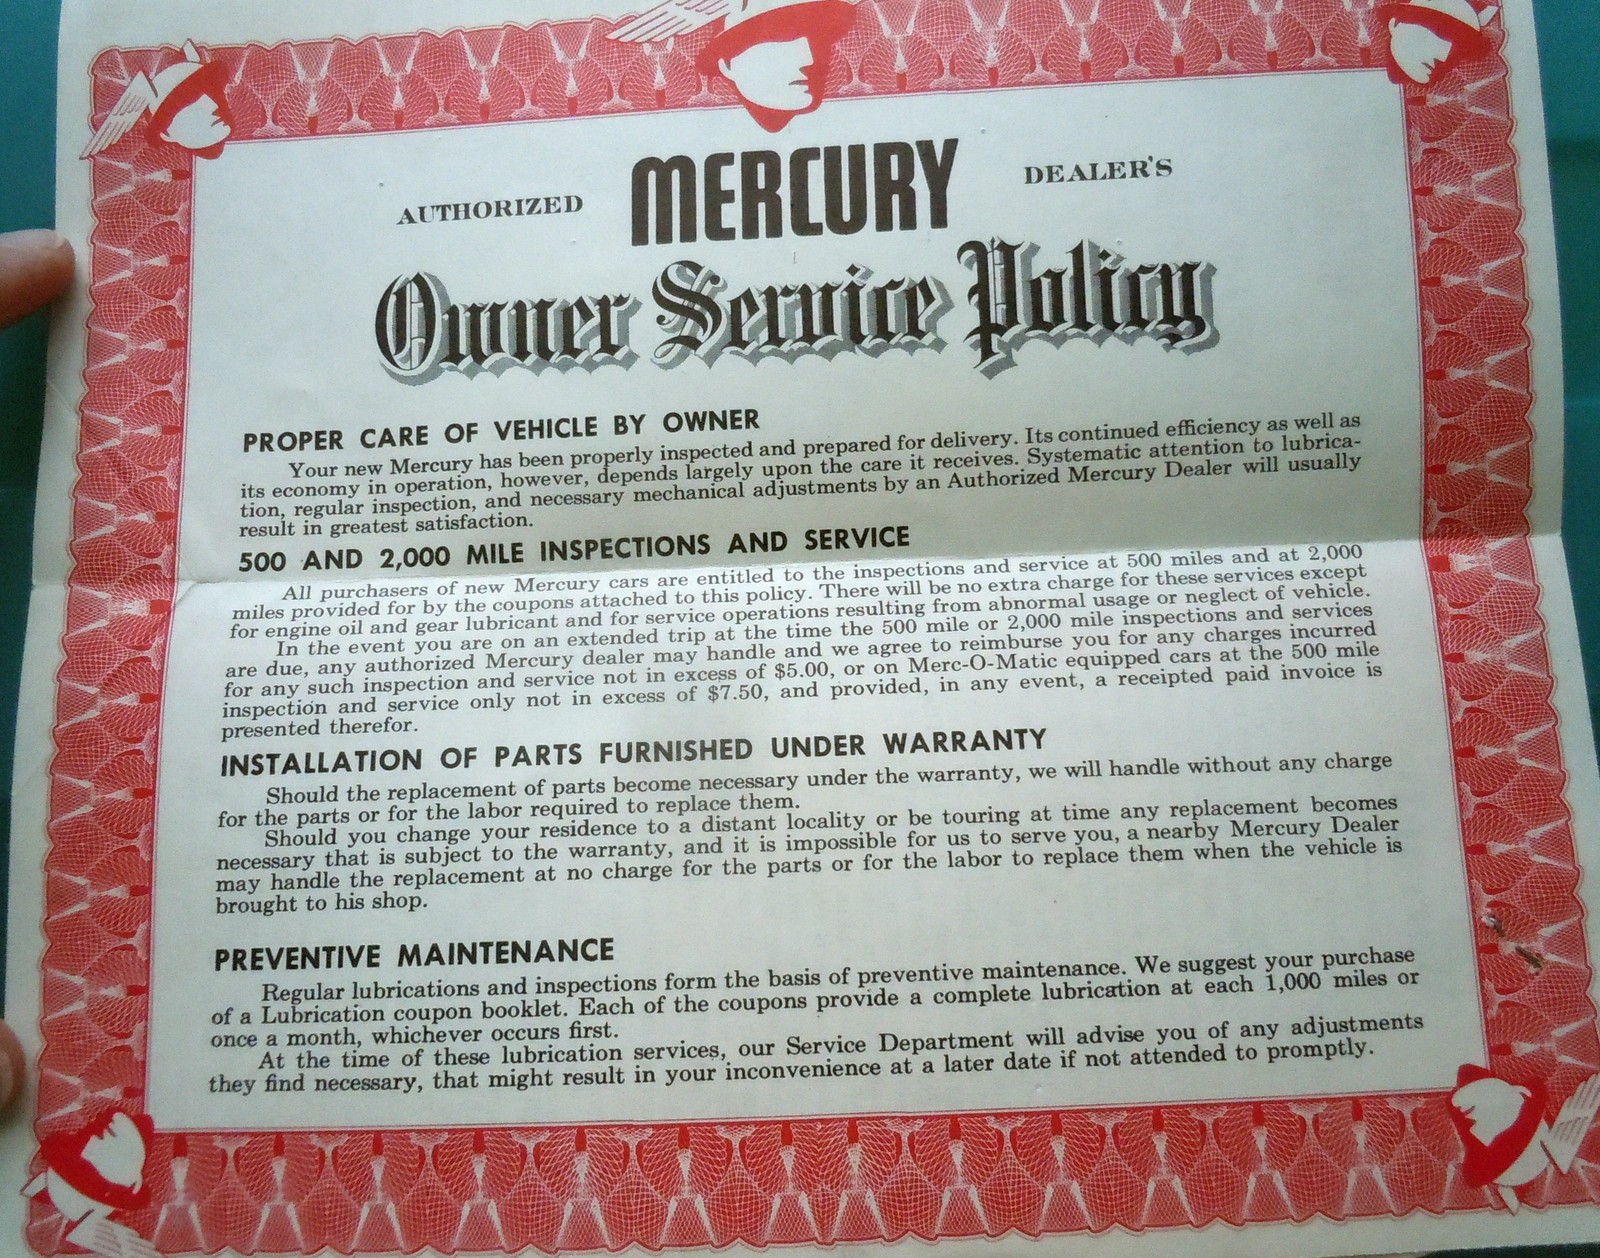 AUTHORIZED MERCURY DEALER'S
Owner Service Policy
PROPER CARE OF VEHICLE BY OWNER
Your new Mercury has been properly inspected and prepared for delivery. Its continued efficiency as well as
its economy in operation, however, depends largely upon the care it receives. Systematic attention to lubrica-
tion, regular inspection, and necessary mechanical adjustments by an Authorized Mercury Dealer will usually
result in greatest satisfaction.
500 AND 2,000 MILE INSPECTIONS AND SERVICE
All purchasers of new Mercury cars are entitled to the inspections and service at 500 miles and at 2,000
miles provided for by the coupons attached to this policy. There will be no extra charge for these services except
for engine oil and gear lubricant and for service operations resulting from abnormal usage or neglect of vehicle.
In the event you are on an extended trip at the time the 500 mile or 2,000 mile inspections and services
are due, any authorized Mercury dealer may handle and we agree to reimburse you for any charges incurred
for any such inspection and service not in excess of $5.00, or on Merc-O-Matic equipped cars at the 500 mile
inspection and service only not in excess of $7.50, and provided, in any event, a receipted paid invoice is
presented therefor.
INSTALLATION OF PARTS FURNISHED UNDER WARRANTY
Should the replacement of parts become necessary under the warranty, we will handle without any charge
for the parts or for the labor required to replace them.
Should you change your residence to a distant locality or be touring at time any replacement becomes
necessary that is subject to the warranty, and it is impossible for us to serve you, a nearby Mercury Dealer
may handle the replacement at no charge for the parts or for the labor to replace them when the vehicle is
brought to his shop.
PREVENTIVE MAINTENANCE
Regular lubrications and inspections form the basis of preventive maintenance. We suggest your purchase
of a Lubrication coupon booklet. Each of the coupons provide a complete lubrication at each 1,000 miles or
once a month, whichever occurs first.
At the time of these lubrication services, our Service Department will advise you of any adjustments
they find necessary, that might result in your inconvenience at a later date if not attended to promptly.